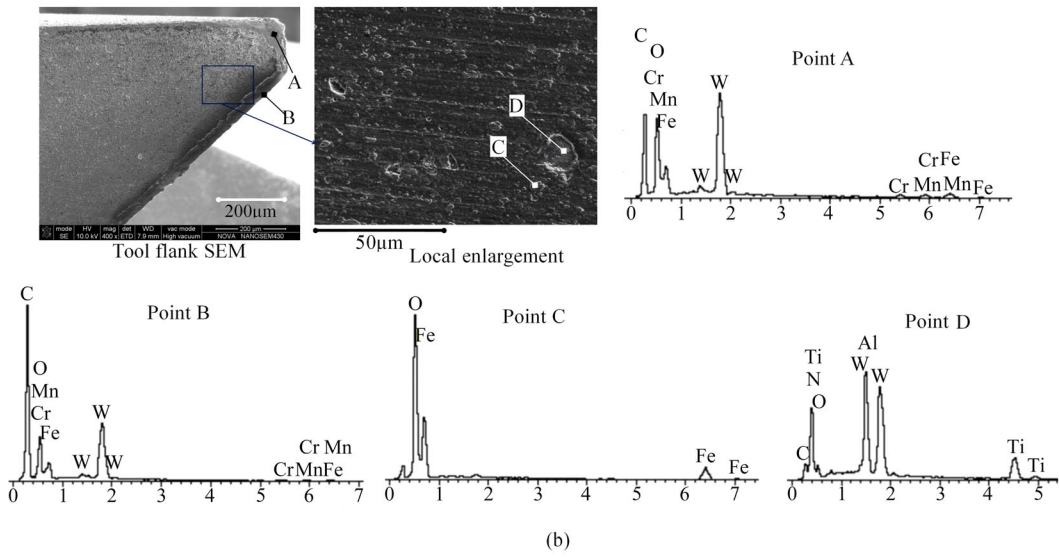 A
B
200μm
mode HV mag det WD vac mode 200 μm
SE 10.0 kV 400 x ETD 7.9 mm High vacuum NOVA NANOSEM430
Tool flank SEM
D
C
50μm
Local enlargement
Point A
C
O
Cr
Mn
Fe
W
W W
Cr Fe
Cr Mn Mn Fe
0 1 2 3 4 5 6 7
Point B
C
O
Mn
Cr
Fe
W
W W
Cr Mn
Cr Mn Fe
0 1 2 3 4 5 6 7
Point C
O
Fe
Fe Fe
0 1 2 3 4 5 6 7
Point D
Ti
N
O
C
Al
W W
Ti Ti
0 1 2 3 4 5
(b)